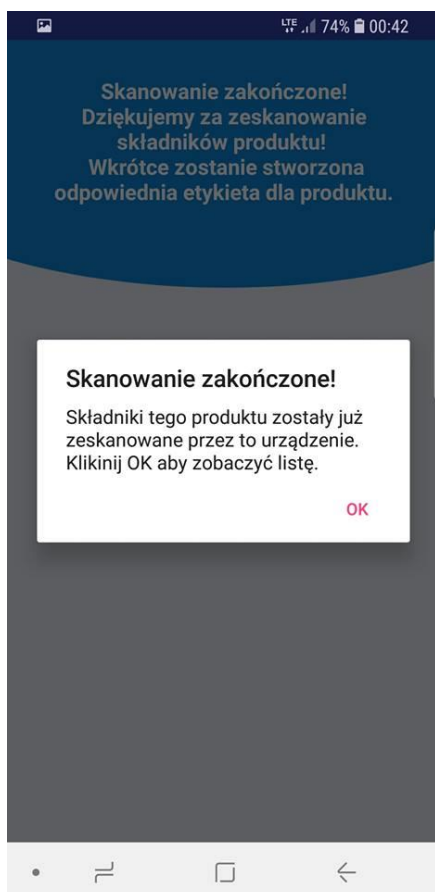 LTE 74% 00:42
Skanowanie zakończone!
Dziękujemy za zeskanowanie
składników produktu!
Wkrótce zostanie stworzona
odpowiednia etykieta dla produktu.
Skanowanie zakończone!
Składniki tego produktu zostały już
zeskanowane przez to urządzenie.
Klikinij OK aby zobaczyć listę.
OK